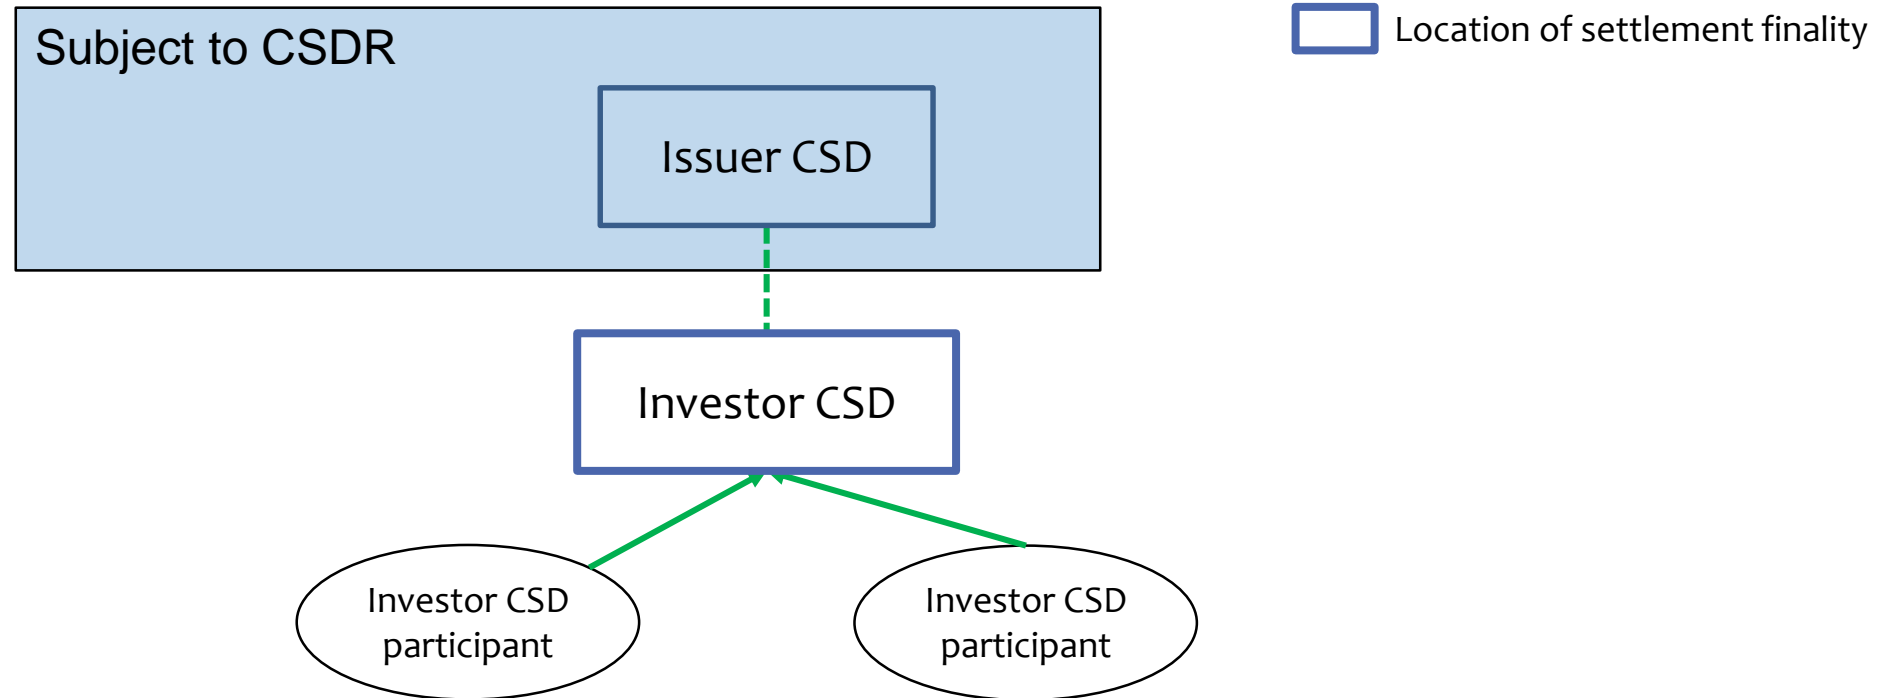 Subject to CSDR
Location of settlement finality
Issuer CSD
Investor CSD
Investor CSD
participant
Investor CSD
participant